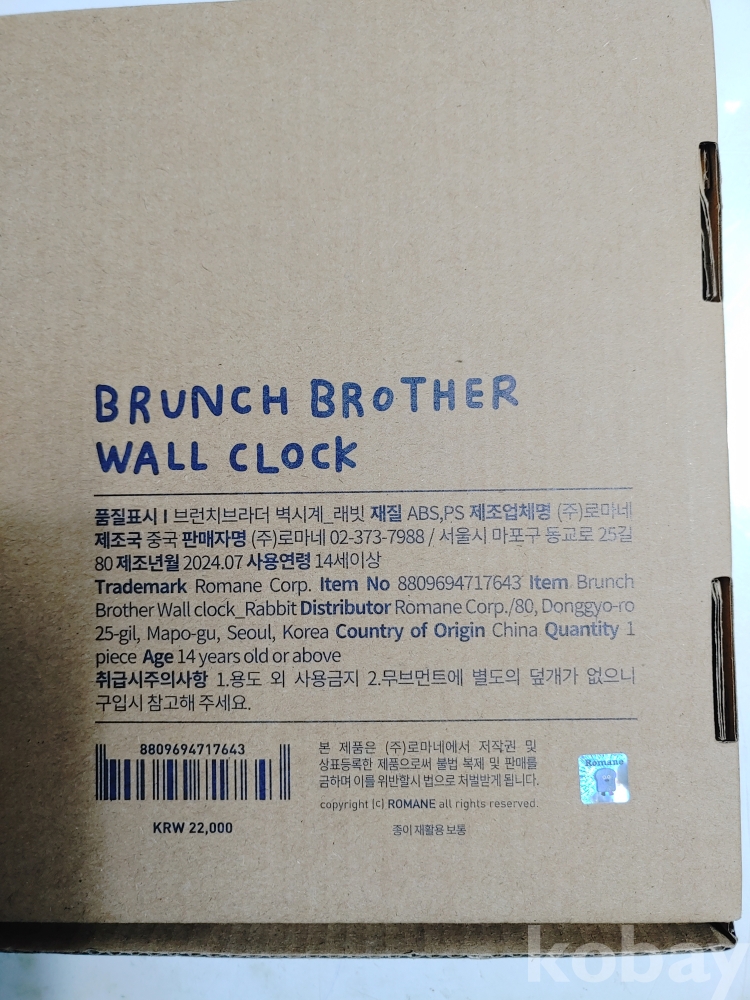 BRUNCH BROTHER
WALL CLOCK
품질표시 | 브런치브라더 벽시계_래빗 재질 ABS,PS 제조업체명 (주)로마네
제조국 중국 판매자명 (주)로마네 02-373-7988 / 서울시 마포구 동교로 25길
80 제조년월 2024.07 사용연령 14세이상
Trademark Romane Corp. Item No 8809694717643 Item Brunch
Brother Wall clock_Rabbit Distributor Romane Corp./80, Donggyo-ro
25-gil, Mapo-gu, Seoul, Korea Country of Origin China Quantity 1
piece Age 14 years old or above
취급시주의사항 1.용도 외 사용금지 2.무브먼트에 별도의 덮개가 없으니
구입시 참고해 주세요.
8809694717643
KRW 22,000
본 제품은 (주)로마네에서 저작권 및
상표등록한 제품으로써 불법 복제 및 판매를
금하며 이를 위반할시 법으로 처벌받게 됩니다.
copyright (c) ROMANE all rights reserved.
종이 재활용 보통
Romane
kobay